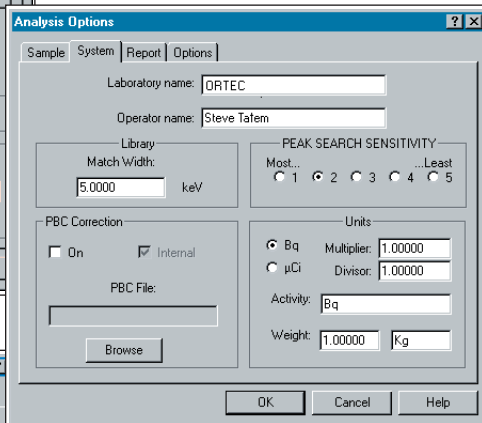 Analysis Options
Sample System Report Options
Laboratory name: ORTEC
Operator name: Steve Tatem
Library
Match Width:
5.0000 keV
PEAK SEARCH SENSITIVITY
Most... ...Least
1 2 3 4 5
PBC Correction
On Internal
PBC File:
Browse
Units
Bq Multiplier: 1.00000
µCi Divisor: 1.00000
Activity: Bq
Weight: 1.00000 Kg
OK Cancel Help